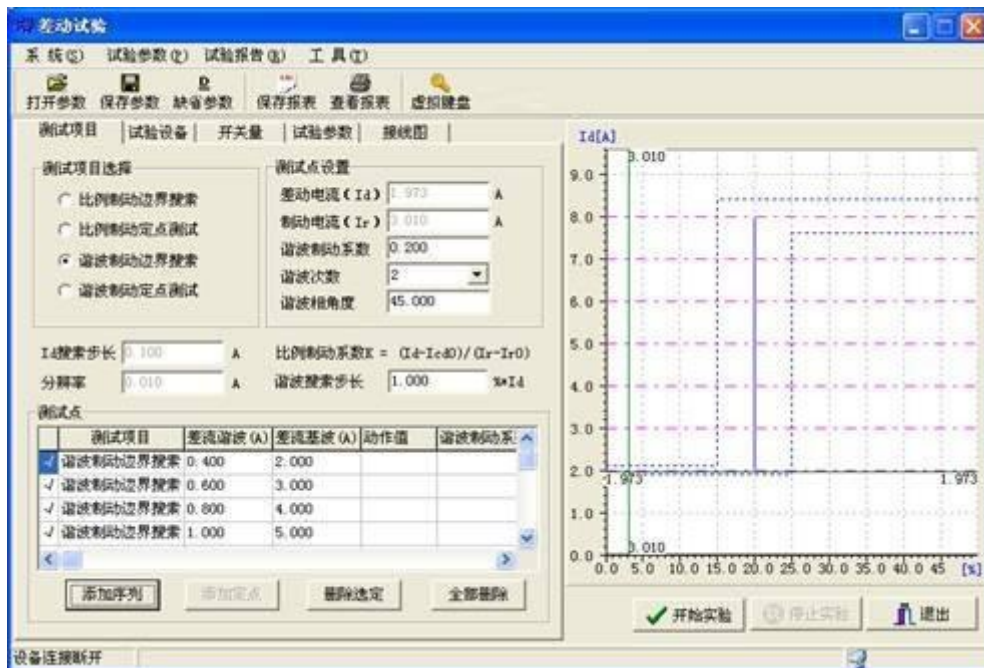 差动试验
系 统(S) 试验参数(P) 试验报告(R) 工 具(T)
打开参数 保存参数 缺省参数 保存报表 查看报表 虚拟键盘
测试项目 试验设备 开关量 试验参数 接线图
测试项目选择
比例制动边界搜索
比例制动定点测试
谐波制动边界搜索
谐波制动定点测试
测试点设置
差动电流(Id) 1.973 A
制动电流(Ir) 3.010 A
谐波制动系数 0.200
谐波次数 2
谐波相角度 45.000
Id搜索步长 0.100 A 比例制动系数K = (Id-Icd0)/(Ir-Ir0)
分辨率 0.010 A 谐波搜索步长 1.000 %*Id
测试点
测试项目 差流谐波(A) 差流基波(A) 动作值 谐波制动系
√ 谐波制动边界搜索 0.400 2.000
√ 谐波制动边界搜索 0.600 3.000
√ 谐波制动边界搜索 0.800 4.000
√ 谐波制动边界搜索 1.000 5.000
添加序列 添加定点 删除选定 全部删除
Id[A]
3.010
9.0
8.0
7.0
6.0
5.0
4.0
3.0
2.0
1.973 1.973
1.0
3.010
0.0
0.0 5.0 10.0 15.0 20.0 25.0 30.0 35.0 40.0 45 [%]
开始实验 停止实验 退出
设备连接断开